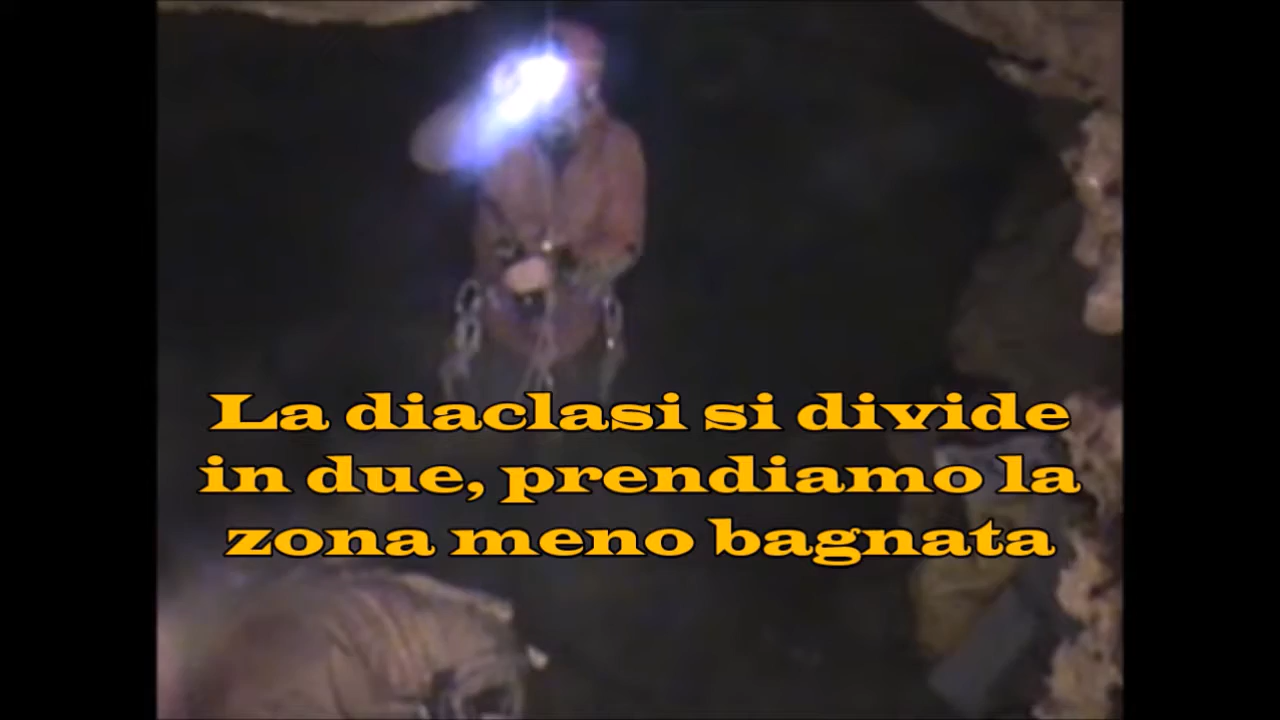 La diaclasi si divide
in due, prendiamo la
zona meno bagnata